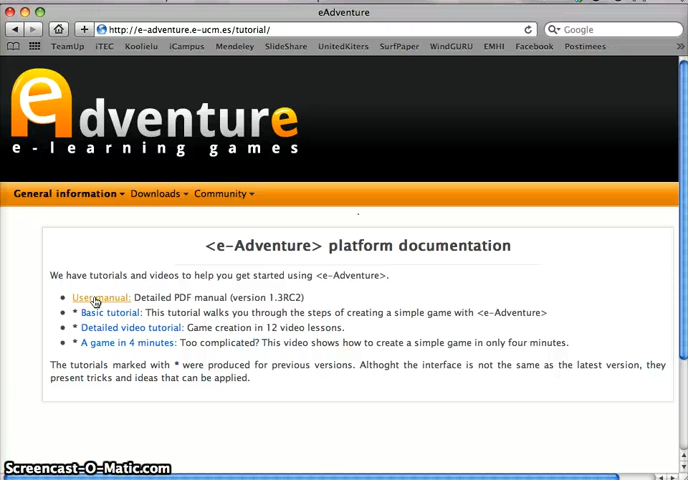 eAdventure
http://e-adventure.e-ucm.es/tutorial/
Google
TeamUp iTEC Koolielu iCampus Mendeley SlideShare UnitedKiters SurfPaper WindGURU EMHI Facebook Postimees
eAdventure
e-learning games
General information Downloads Community
<e-Adventure> platform documentation
We have tutorials and videos to help you get started using <e-Adventure>.
User manual: Detailed PDF manual (version 1.3RC2)
* Basic tutorial: This tutorial walks you through the steps of creating a simple game with <e-Adventure>
* Detailed video tutorial: Game creation in 12 video lessons.
* A game in 4 minutes: Too complicated? This video shows how to create a simple game in only four minutes.
The tutorials marked with * were produced for previous versions. Althoght the interface is not the same as the latest version, they
present tricks and ideas that can be applied.
Screencast-O-Matic.com